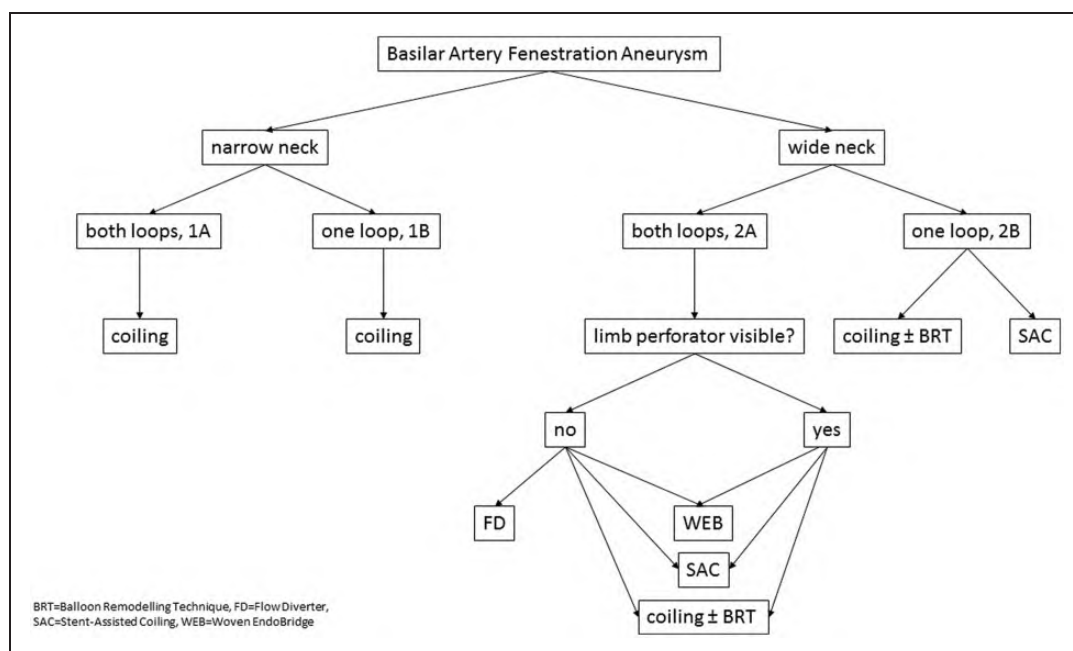 Basilar Artery Fenestration Aneurysm
narrow neck
wide neck
both loops, 1A
one loop, 1B
both loops, 2A
one loop, 2B
coiling
coiling
limb perforator visible?
coiling ± BRT
SAC
no
yes
FD
WEB
SAC
coiling ± BRT
BRT=Balloon Remodelling Technique, FD=Flow Diverter,
SAC=Stent-Assisted Coiling, WEB=Woven EndoBridge